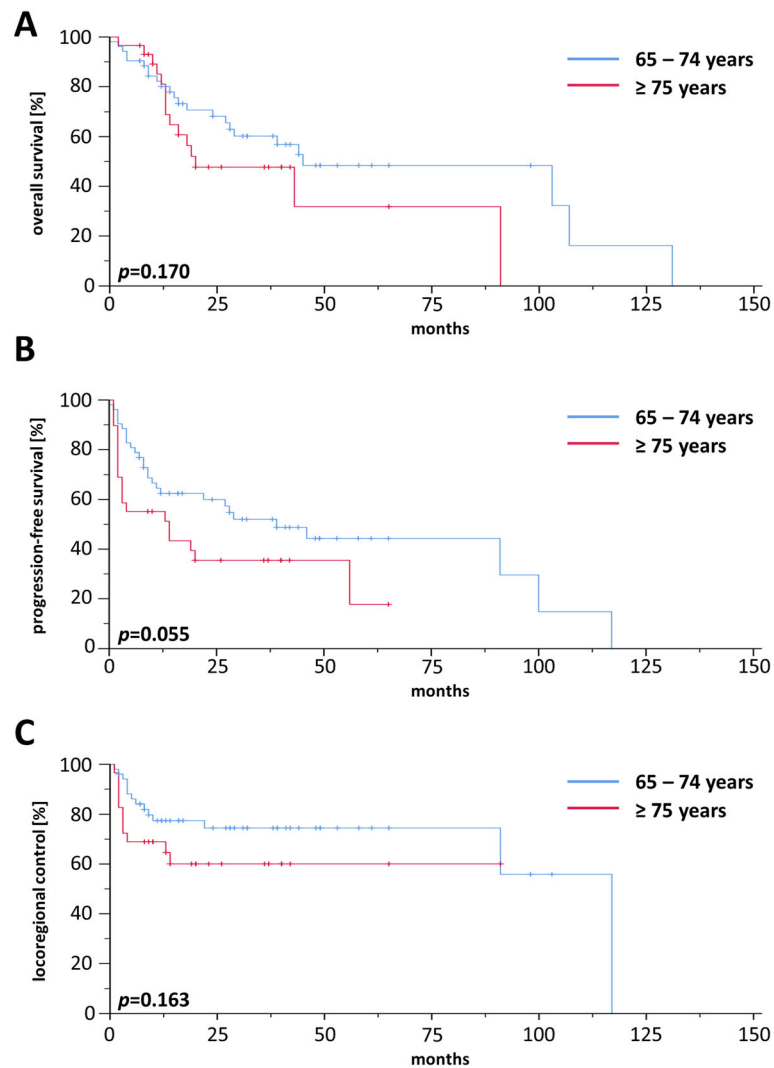 A
overall survival [%]
100
80
60
40
20
0
65 – 74 years
≥ 75 years
p=0.170
0 25 50 75 100 125 150
months
B
progression-free survival [%]
100
80
60
40
20
0
65 – 74 years
≥ 75 years
p=0.055
0 25 50 75 100 125 150
months
C
locoregional control [%]
100
80
60
40
20
0
65 – 74 years
≥ 75 years
p=0.163
0 25 50 75 100 125 150
months